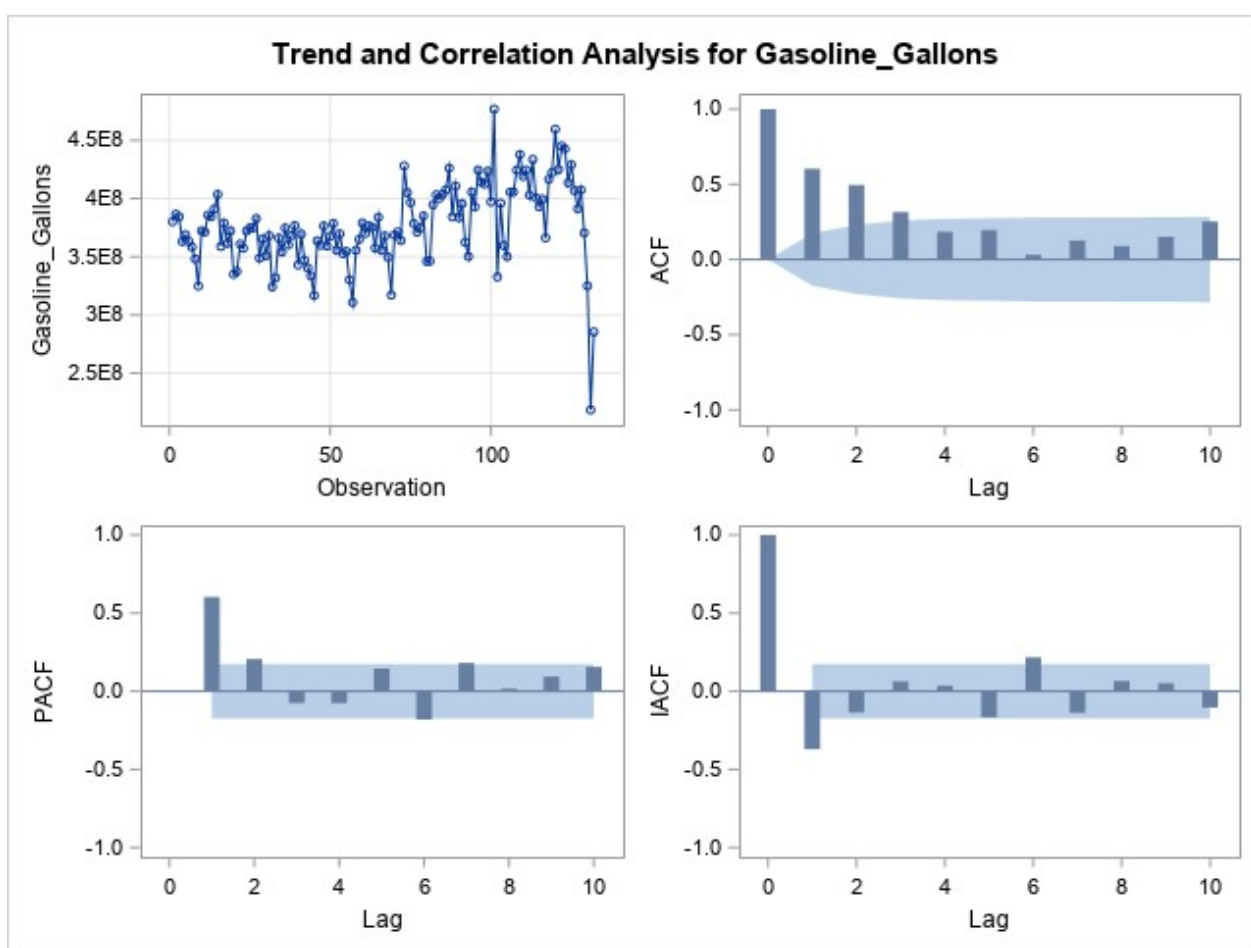 Trend and Correlation Analysis for Gasoline_Gallons
Gasoline_Gallons
4.5E8
4E8
3.5E8
3E8
2.5E8
0 50 100
Observation
ACF
1.0
0.5
0.0
-0.5
-1.0
0 2 4 6 8 10
Lag
PACF
1.0
0.5
0.0
-0.5
-1.0
0 2 4 6 8 10
Lag
IACF
1.0
0.5
0.0
-0.5
-1.0
0 2 4 6 8 10
Lag